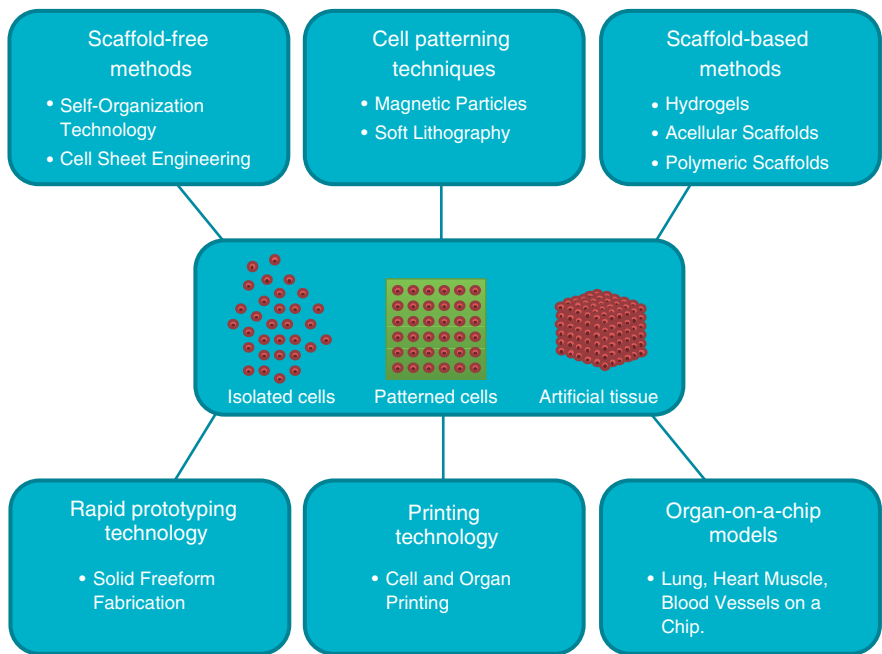 Scaffold-free
methods
• Self-Organization
Technology
• Cell Sheet Engineering
Cell patterning
techniques
• Magnetic Particles
• Soft Lithography
Scaffold-based
methods
• Hydrogels
• Acellular Scaffolds
• Polymeric Scaffolds
Isolated cells
Patterned cells
Artificial tissue
Rapid prototyping
technology
• Solid Freeform
Fabrication
Printing
technology
• Cell and Organ
Printing
Organ-on-a-chip
models
• Lung, Heart Muscle,
Blood Vessels on a
Chip.